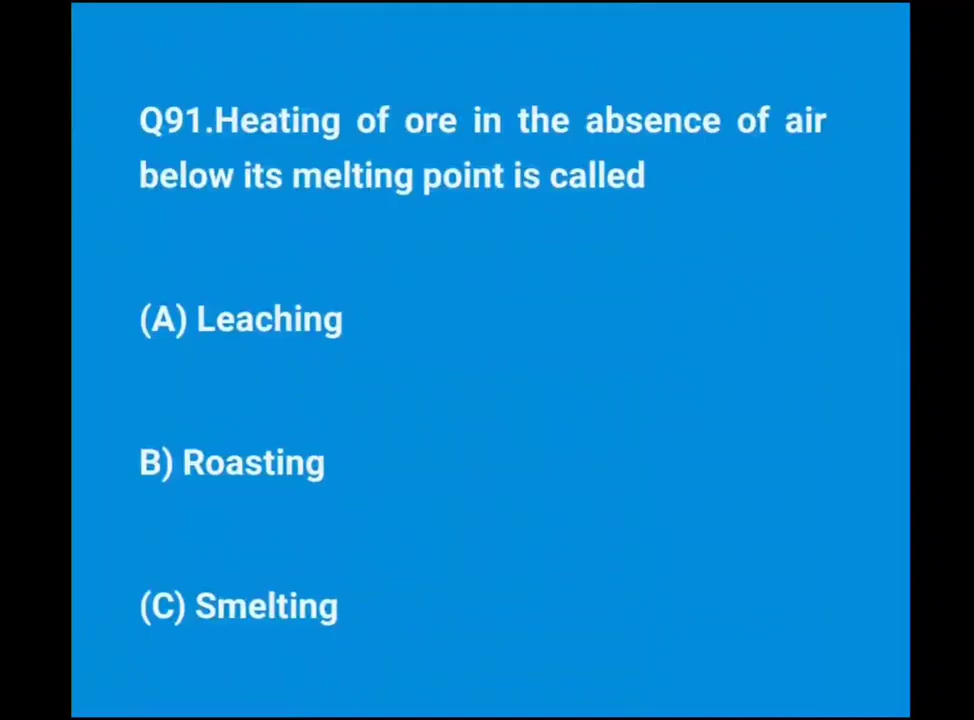 Q91.Heating of ore in the absence of air
below its melting point is called
(A) Leaching
B) Roasting
(C) Smelting